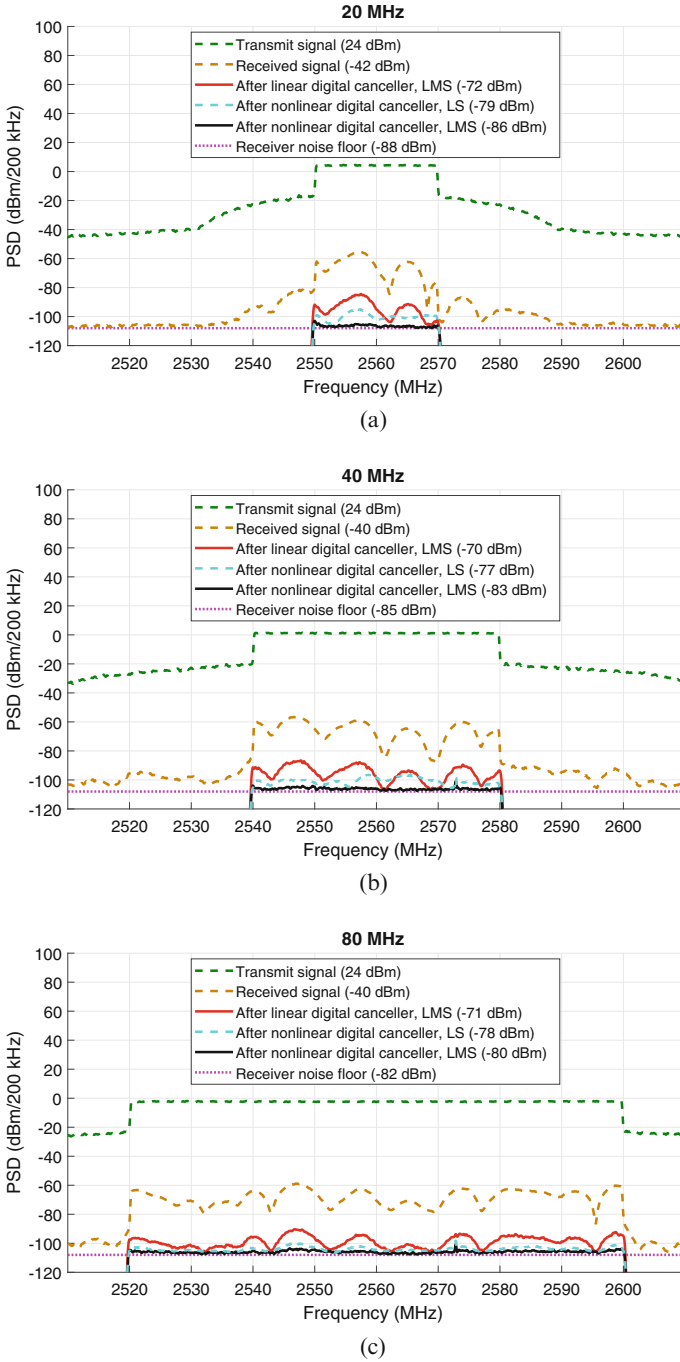 20 MHz
100
80
60
40
20
0
-20
-40
-60
-80
-100
-120
PSD (dBm/200 kHz)
Transmit signal (24 dBm)
Received signal (-42 dBm)
After linear digital canceller, LMS (-72 dBm)
After nonlinear digital canceller, LS (-79 dBm)
After nonlinear digital canceller, LMS (-86 dBm)
Receiver noise floor (-88 dBm)
2520 2530 2540 2550 2560 2570 2580 2590 2600
Frequency (MHz)
(a)
40 MHz
100
80
60
40
20
0
-20
-40
-60
-80
-100
-120
PSD (dBm/200 kHz)
Transmit signal (24 dBm)
Received signal (-40 dBm)
After linear digital canceller, LMS (-70 dBm)
After nonlinear digital canceller, LS (-77 dBm)
After nonlinear digital canceller, LMS (-83 dBm)
Receiver noise floor (-85 dBm)
2520 2530 2540 2550 2560 2570 2580 2590 2600
Frequency (MHz)
(b)
80 MHz
100
80
60
40
20
0
-20
-40
-60
-80
-100
-120
PSD (dBm/200 kHz)
Transmit signal (24 dBm)
Received signal (-40 dBm)
After linear digital canceller, LMS (-71 dBm)
After nonlinear digital canceller, LS (-78 dBm)
After nonlinear digital canceller, LMS (-80 dBm)
Receiver noise floor (-82 dBm)
2520 2530 2540 2550 2560 2570 2580 2590 2600
Frequency (MHz)
(c)